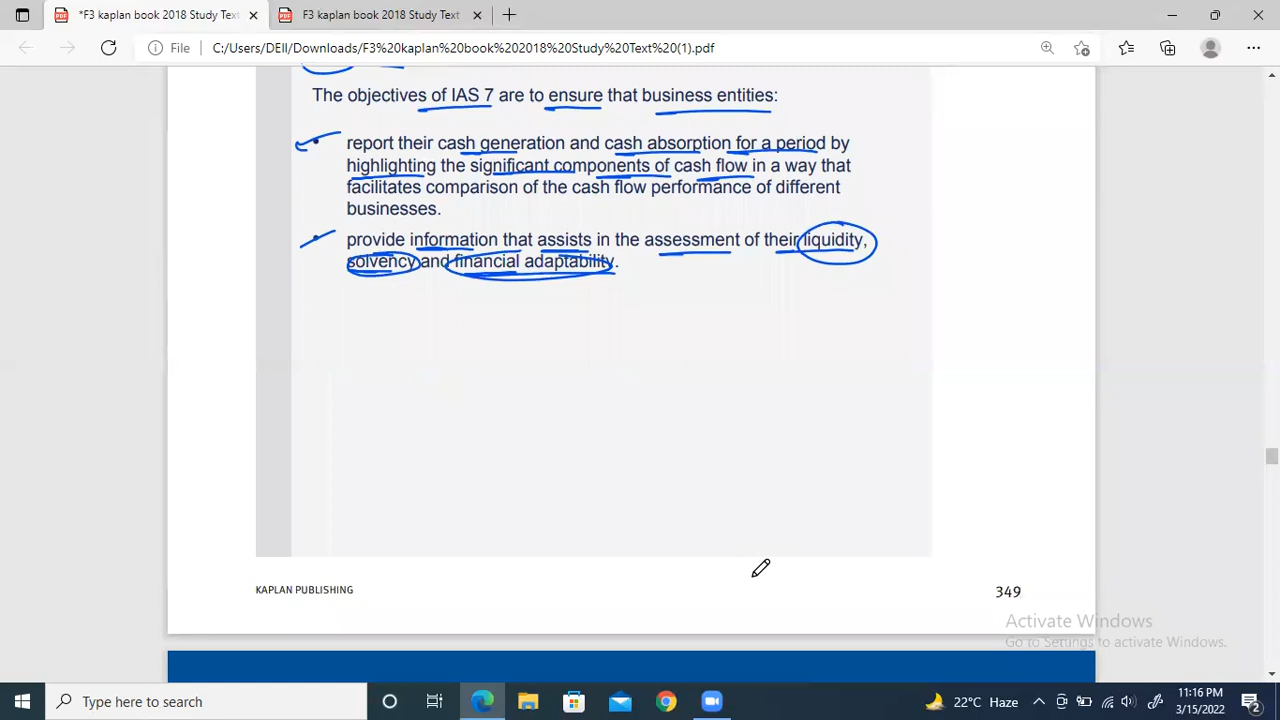 *F3 kaplan book 2018 Study Text
F3 kaplan book 2018 Study Text
File
C:/Users/DEll/Downloads/F3%20kaplan%20book%202018%20Study%20Text%20(1).pdf
The objectives of IAS 7 are to ensure that business entities:
• report their cash generation and cash absorption for a period by
highlighting the significant components of cash flow in a way that
facilitates comparison of the cash flow performance of different
businesses.
• provide information that assists in the assessment of their liquidity,
solvency and financial adaptability.
KAPLAN PUBLISHING
349
Activate Windows
Go to Settings to activate Windows.
Type here to search
22°C Haze
11:16 PM
3/15/2022
2